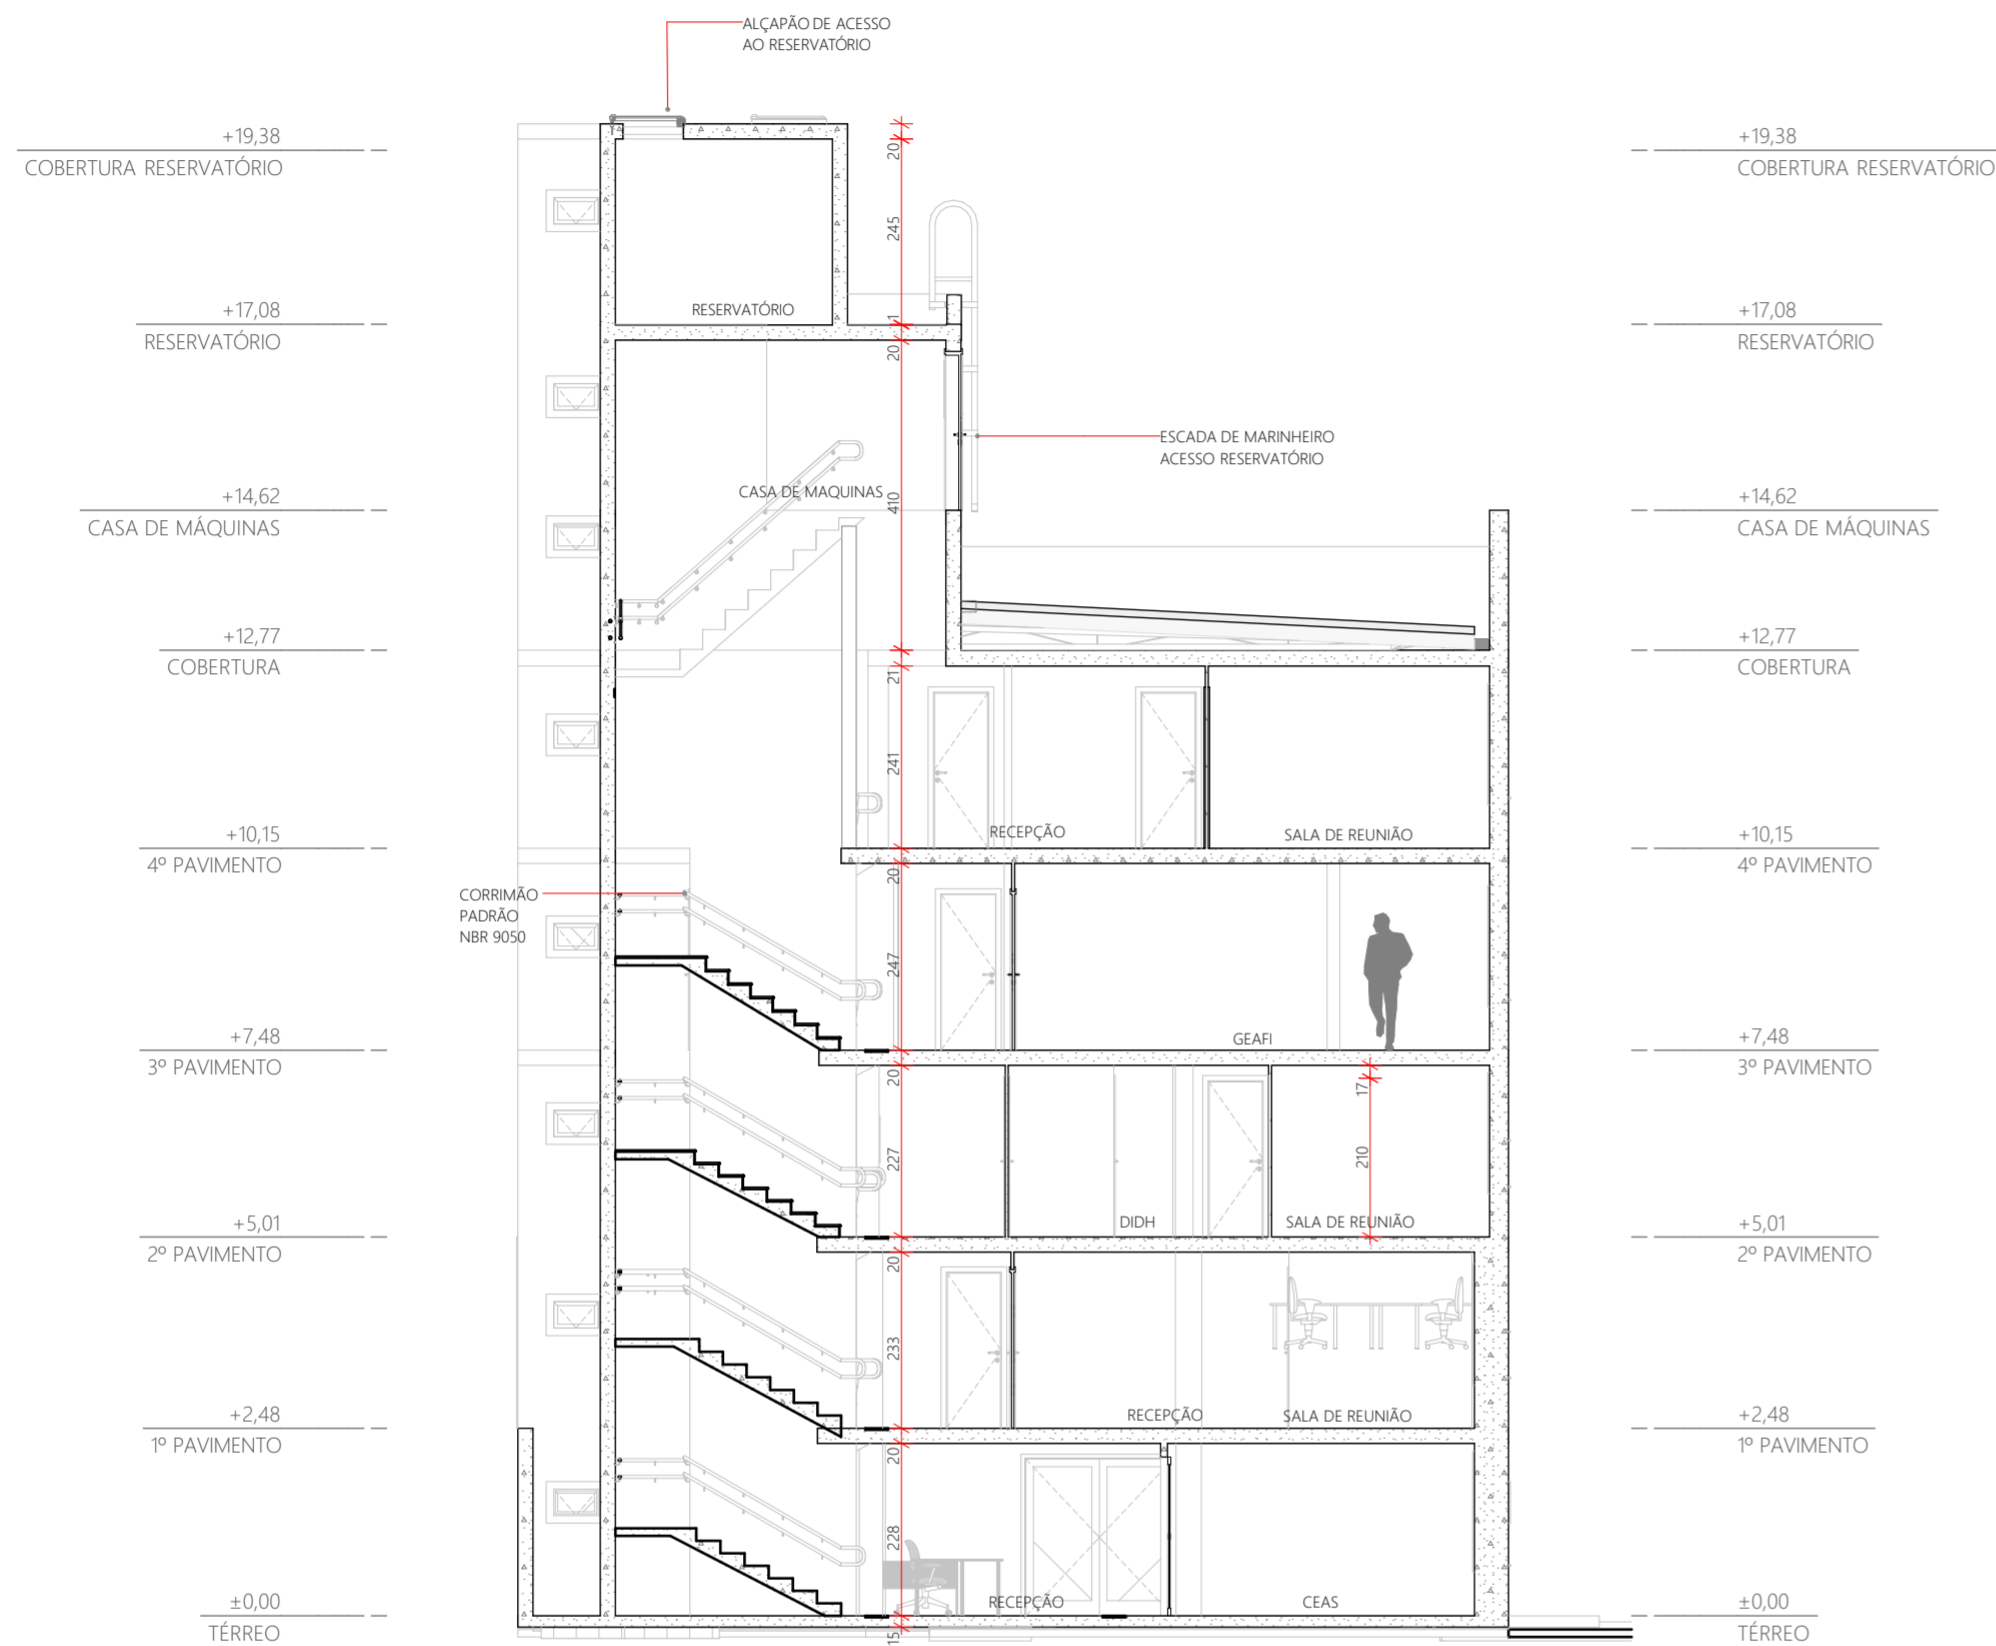 ALÇAPÃO DE ACESSO
AO RESERVATÓRIO
+19,38
COBERTURA RESERVATÓRIO
+19,38
COBERTURA RESERVATÓRIO
20
245
RESERVATÓRIO
1
+17,08
RESERVATÓRIO
+17,08
RESERVATÓRIO
20
ESCADA DE MARINHEIRO
ACESSO RESERVATÓRIO
CASA DE MAQUINAS
410
+14,62
CASA DE MÁQUINAS
+14,62
CASA DE MÁQUINAS
+12,77
COBERTURA
+12,77
COBERTURA
21
241
RECEPÇÃO
SALA DE REUNIÃO
+10,15
4º PAVIMENTO
+10,15
4º PAVIMENTO
20
CORRIMÃO
PADRÃO
NBR 9050
247
GEAFI
+7,48
3º PAVIMENTO
+7,48
3º PAVIMENTO
20
17
227
210
DIDH
SALA DE REUNIÃO
+5,01
2º PAVIMENTO
+5,01
2º PAVIMENTO
20
233
RECEPÇÃO
SALA DE REUNIÃO
+2,48
1º PAVIMENTO
+2,48
1º PAVIMENTO
20
228
RECEPÇÃO
CEAS
±0,00
TÉRREO
±0,00
TÉRREO
15